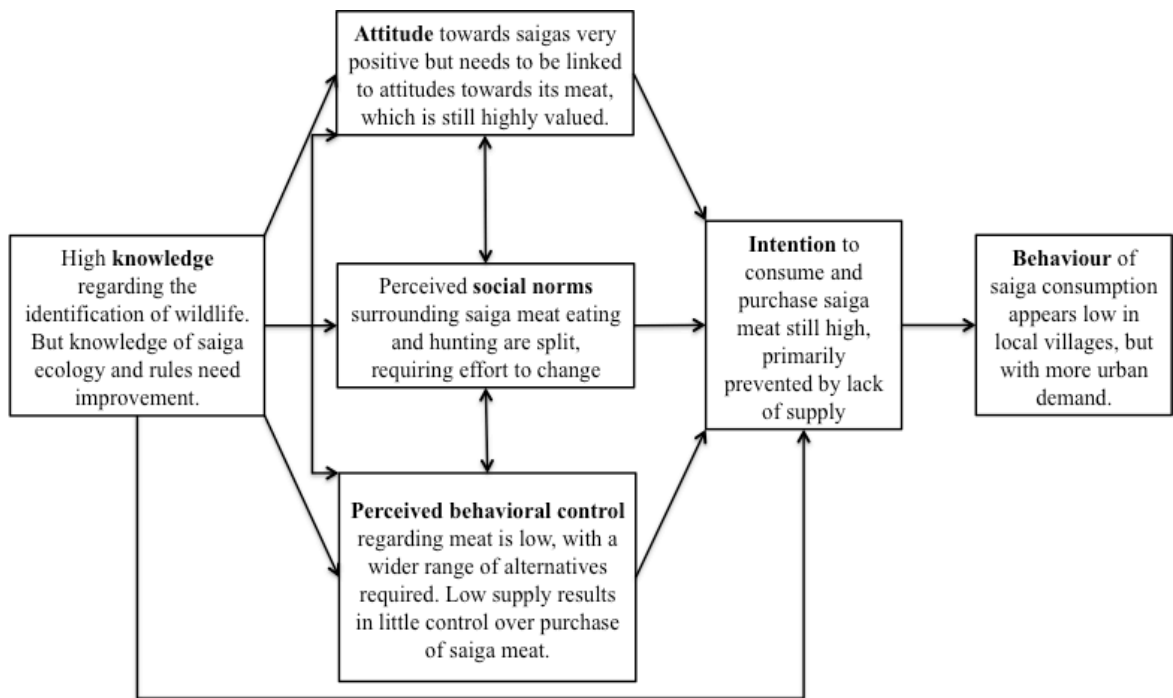 Attitude towards saigas very
positive but needs to be linked
to attitudes towards its meat,
which is still highly valued.
High knowledge
regarding the
identification of wildlife.
But knowledge of saiga
ecology and rules need
improvement.
Perceived social norms
surrounding saiga meat eating
and hunting are split,
requiring effort to change
Perceived behavioral control
regarding meat is low, with a
wider range of alternatives
required. Low supply results
in little control over purchase
of saiga meat.
Intention to
consume and
purchase saiga
meat still high,
primarily
prevented by lack
of supply
Behaviour of
saiga consumption
appears low in
local villages, but
with more urban
demand.